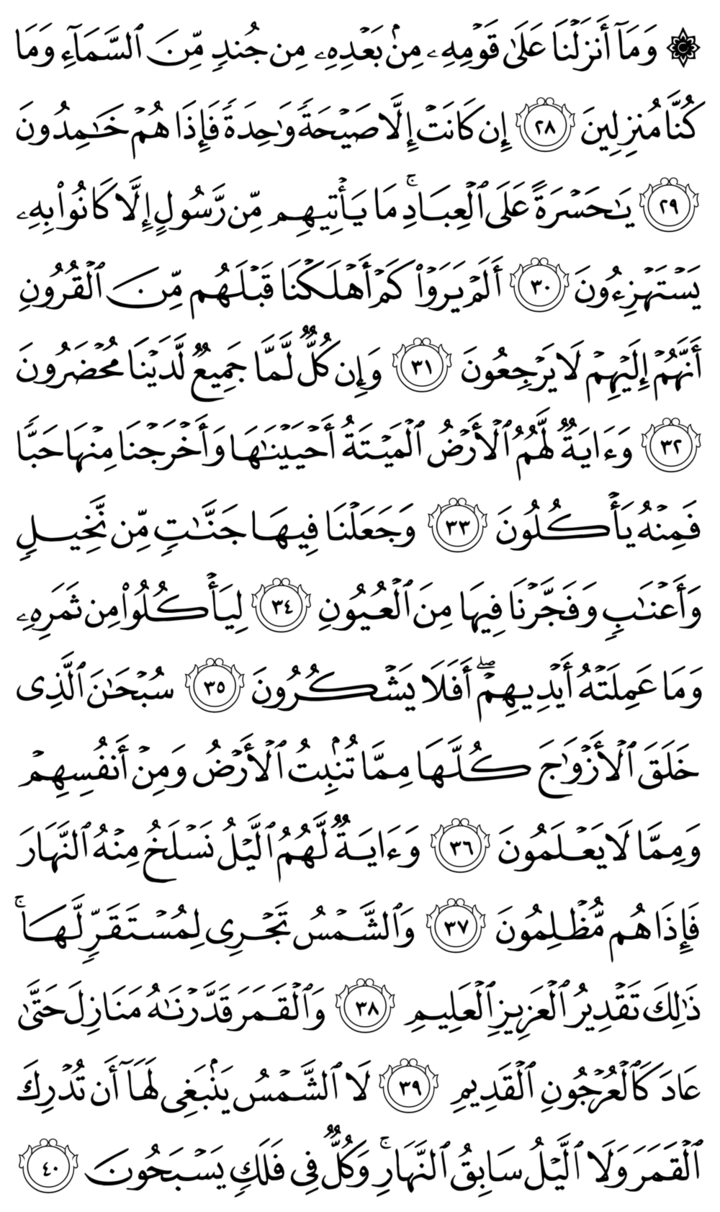 ۞ وَمَآ أَنزَلْنَا عَلَىٰ قَوْمِهِۦ مِنۢ بَعْدِهِۦ مِن جُندٍ مِّنَ ٱلسَّمَآءِ وَمَا
كُنَّا مُنزِلِينَ ٢٨ إِن كَانَتْ إِلَّا صَيْحَةً وَٰحِدَةً فَإِذَا هُمْ خَٰمِدُونَ
٢٩ يَٰحَسْرَةً عَلَى ٱلْعِبَادِ ۚ مَا يَأْتِيهِم مِّن رَّسُولٍ إِلَّا كَانُوا۟ بِهِۦ
يَسْتَهْزِءُونَ ٣٠ أَلَمْ يَرَوْا۟ كَمْ أَهْلَكْنَا قَبْلَهُم مِّنَ ٱلْقُرُونِ
أَنَّهُمْ إِلَيْهِمْ لَا يَرْجِعُونَ ٣١ وَإِن كُلٌّ لَّمَّا جَمِيعٌ لَّدَيْنَا مُحْضَرُونَ
٣٢ وَءَايَةٌ لَّهُمُ ٱلْأَرْضُ ٱلْمَيْتَةُ أَحْيَيْنَٰهَا وَأَخْرَجْنَا مِنْهَا حَبًّا
فَمِنْهُ يَأْكُلُونَ ٣٣ وَجَعَلْنَا فِيهَا جَنَّٰتٍ مِّن نَّخِيلٍ
وَأَعْنَٰبٍ وَفَجَّرْنَا فِيهَا مِنَ ٱلْعُيُونِ ٣٤ لِيَأْكُلُوا۟ مِن ثَمَرِهِۦ
وَمَا عَمِلَتْهُ أَيْدِيهِمْ ۖ أَفَلَا يَشْكُرُونَ ٣٥ سُبْحَٰنَ ٱلَّذِى
خَلَقَ ٱلْأَزْوَٰجَ كُلَّهَا مِمَّا تُنۢبِتُ ٱلْأَرْضُ وَمِنْ أَنفُسِهِمْ
وَمِمَّا لَا يَعْلَمُونَ ٣٦ وَءَايَةٌ لَّهُمُ ٱلَّيْلُ نَسْلَخُ مِنْهُ ٱلنَّهَارَ
فَإِذَا هُم مُّظْلِمُونَ ٣٧ وَٱلشَّمْسُ تَجْرِى لِمُسْتَقَرٍّ لَّهَا ۚ
ذَٰلِكَ تَقْدِيرُ ٱلْعَزِيزِ ٱلْعَلِيمِ ٣٨ وَٱلْقَمَرَ قَدَّرْنَٰهُ مَنَازِلَ حَتَّىٰ
عَادَ كَٱلْعُرْجُونِ ٱلْقَدِيمِ ٣٩ لَا ٱلشَّمْسُ يَنۢبَغِى لَهَآ أَن تُدْرِكَ
ٱلْقَمَرَ وَلَا ٱلَّيْلُ سَابِقُ ٱلنَّهَارِ ۚ وَكُلٌّ فِى فَلَكٍ يَسْبَحُونَ ٤٠